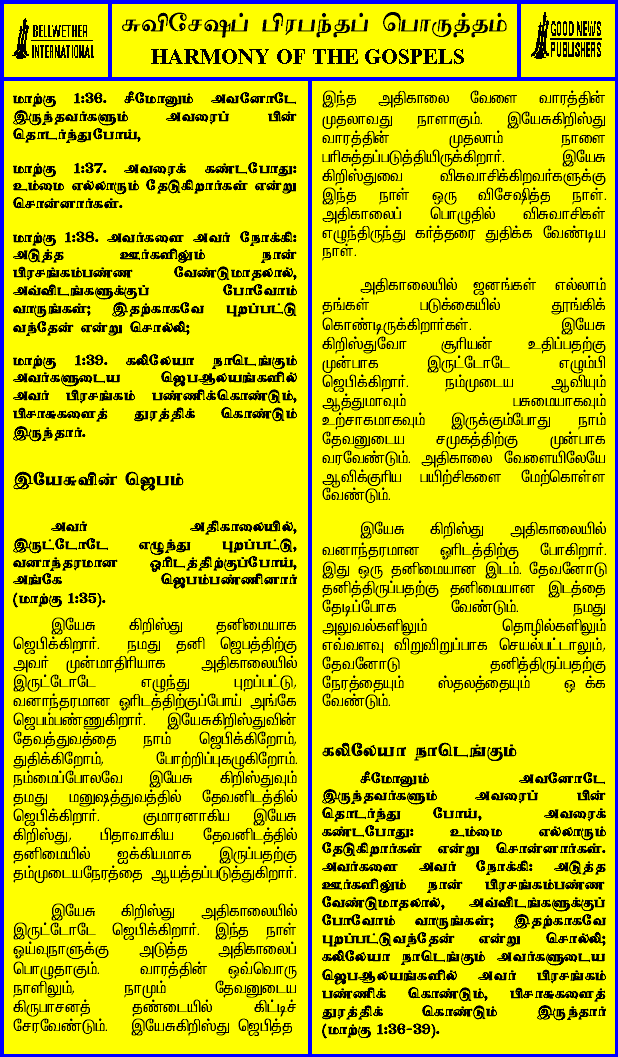 BELLWETHER
INTERNATIONAL
சுவிசேஷப் பிரபந்தப் பொருத்தம்
HARMONY OF THE GOSPELS
GOOD NEWS
PUBLISHERS
மாற்கு 1:36. சீமோனும் அவனோடே
இருந்தவர்களும் அவரைப் பின்
தொடர்ந்துபோய்,
மாற்கு 1:37. அவரைக் கண்டபோது:
உம்மை எல்லாரும் தேடுகிறார்கள் என்று
சொன்னார்கள்.
மாற்கு 1:38. அவர்களை அவர் நோக்கி:
அடுத்த ஊர்களிலும் நான்
பிரசங்கம்பண்ண வேண்டுமாதலால்,
அவ்விடங்களுக்குப் போவோம்
வாருங்கள்; இதற்காகவே புறப்பட்டு
வந்தேன் என்று சொல்லி;
மாற்கு 1:39. கலிலேயா நாடெங்கும்
அவர்களுடைய ஜெபஆலயங்களில்
அவர் பிரசங்கம் பண்ணிக்கொண்டும்,
பிசாசுகளைத் துரத்திக் கொண்டும்
இருந்தார்.
இயேசுவின் ஜெபம்
அவர் அதிகாலையில்,
இருட்டோடே எழுந்து புறப்பட்டு,
வனாந்தரமான ஓரிடத்திற்குப்போய்,
அங்கே ஜெபம்பண்ணினார்
(மாற்கு 1:35).
இயேசு கிறிஸ்து தனிமையாக
ஜெபிக்கிறார். நமது தனி ஜெபத்திற்கு
அவர் முன்மாதிரியாக அதிகாலையில்
இருட்டோடே எழுந்து புறப்பட்டு,
வனாந்தரமான ஓரிடத்திற்குப்போய் அங்கே
ஜெபம்பண்ணுகிறார். இயேசுகிறிஸ்துவின்
தேவத்துவத்தை நாம் ஜெபிக்கிறோம்,
துதிக்கிறோம், போற்றிப்புகழுகிறோம்.
நம்மைப்போலவே இயேசு கிறிஸ்துவும்
தமது மனுஷத்துவத்தில் தேவனிடத்தில்
ஜெபிக்கிறார். குமாரனாகிய இயேசு
கிறிஸ்து, பிதாவாகிய தேவனிடத்தில்
தனிமையில் ஐக்கியமாக இருப்பதற்கு
தம்முடையநேரத்தை ஆயத்தப்படுத்துகிறார்.
இயேசு கிறிஸ்து அதிகாலையில்
இருட்டோடே ஜெபிக்கிறார். இந்த நாள்
ஓய்வுநாளுக்கு அடுத்த அதிகாலைப்
பொழுதாகும். வாரத்தின் ஒவ்வொரு
நாளிலும், நாமும் தேவனுடைய
கிருபாசனத் தண்டையில் கிட்டிச்
சேரவேண்டும். இயேசுகிறிஸ்து ஜெபித்த
இந்த அதிகாலை வேளை வாரத்தின்
முதலாவது நாளாகும். இயேசுகிறிஸ்து
வாரத்தின் முதலாம் நாளை
பரிசுத்தப்படுத்தியிருக்கிறார். இயேசு
கிறிஸ்துவை விசுவாசிக்கிறவர்களுக்கு
இந்த நாள் ஒரு விசேஷித்த நாள்.
அதிகாலைப் பொழுதில் விசுவாசிகள்
எழுந்திருந்து கர்த்தரை துதிக்க வேண்டிய
நாள்.
அதிகாலையில் ஜனங்கள் எல்லாம்
தங்கள் படுக்கையில் தூங்கிக்
கொண்டிருக்கிறார்கள். இயேசு
கிறிஸ்துவோ சூரியன் உதிப்பதற்கு
முன்பாக இருட்டோடே எழும்பி
ஜெபிக்கிறார். நம்முடைய ஆவியும்
ஆத்துமாவும் பசுமையாகவும்
உற்சாகமாகவும் இருக்கும்போது நாம்
தேவனுடைய சமுகத்திற்கு முன்பாக
வரவேண்டும். அதிகாலை வேளையிலேயே
ஆவிக்குரிய பயிற்சிகளை மேற்கொள்ள
வேண்டும்.
இயேசு கிறிஸ்து அதிகாலையில்
வனாந்தரமான ஓரிடத்திற்கு போகிறார்.
இது ஒரு தனிமையான இடம். தேவனோடு
தனித்திருப்பதற்கு தனிமையான இடத்தை
தேடிப்போக வேண்டும். நமது
அலுவல்களிலும் தொழில்களிலும்
எவ்வளவு விறுவிறுப்பாக செயல்பட்டாலும்,
தேவனோடு தனித்திருப்பதற்கு
நேரத்தையும் ஸ்தலத்தையும் ஒ க்க
வேண்டும்.
கலிலேயா நாடெங்கும்
சீமோனும் அவனோடே
இருந்தவர்களும் அவரைப் பின்
தொடர்ந்து போய், அவரைக்
கண்டபோது: உம்மை எல்லாரும்
தேடுகிறார்கள் என்று சொன்னார்கள்.
அவர்களை அவர் நோக்கி: அடுத்த
ஊர்களிலும் நான் பிரசங்கம்பண்ண
வேண்டுமாதலால், அவ்விடங்களுக்குப்
போவோம் வாருங்கள்; இதற்காகவே
புறப்பட்டுவந்தேன் என்று சொல்லி;
கலிலேயா நாடெங்கும் அவர்களுடைய
ஜெபஆலயங்களில் அவர் பிரசங்கம்
பண்ணிக் கொண்டும், பிசாசுகளைத்
துரத்திக் கொண்டும் இருந்தார்
(மாற்கு 1:36-39).